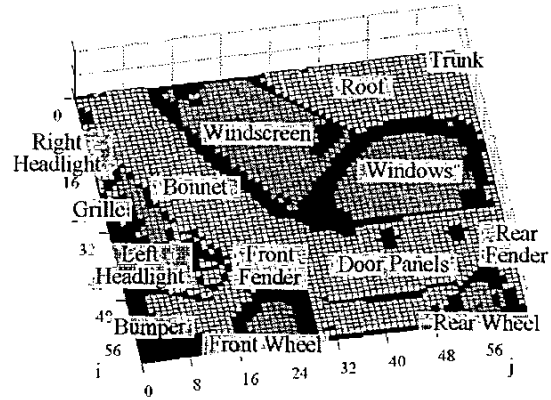 Trunk
Roof
0
Right
Headlight
Windscreen
16
Bonnet
Windows
Grille
32
Left
Headlight
Front
Fender
Door Panels
Rear
Fender
48
Bumper
Front Wheel
Rear Wheel
56
i
0
8
16
24
32
40
48
56
j